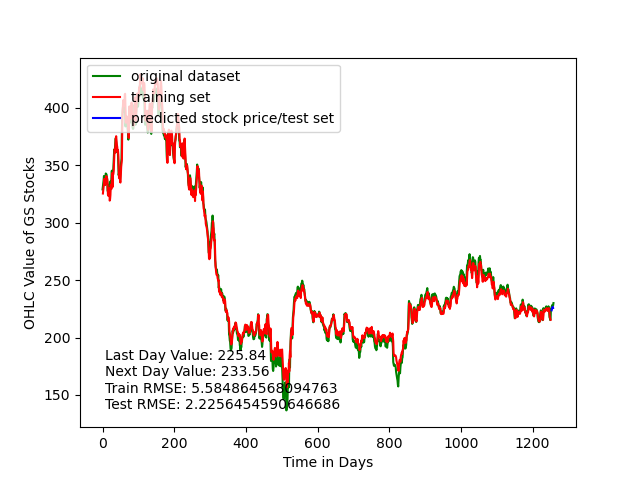 original dataset
training set
predicted stock price/test set
400
350
300
250
200
150
OHLC Value of GS Stocks
Last Day Value: 225.84
Next Day Value: 233.56
Train RMSE: 5.584864568094763
Test RMSE: 2.2256454590646686
0 200 400 600 800 1000 1200
Time in Days